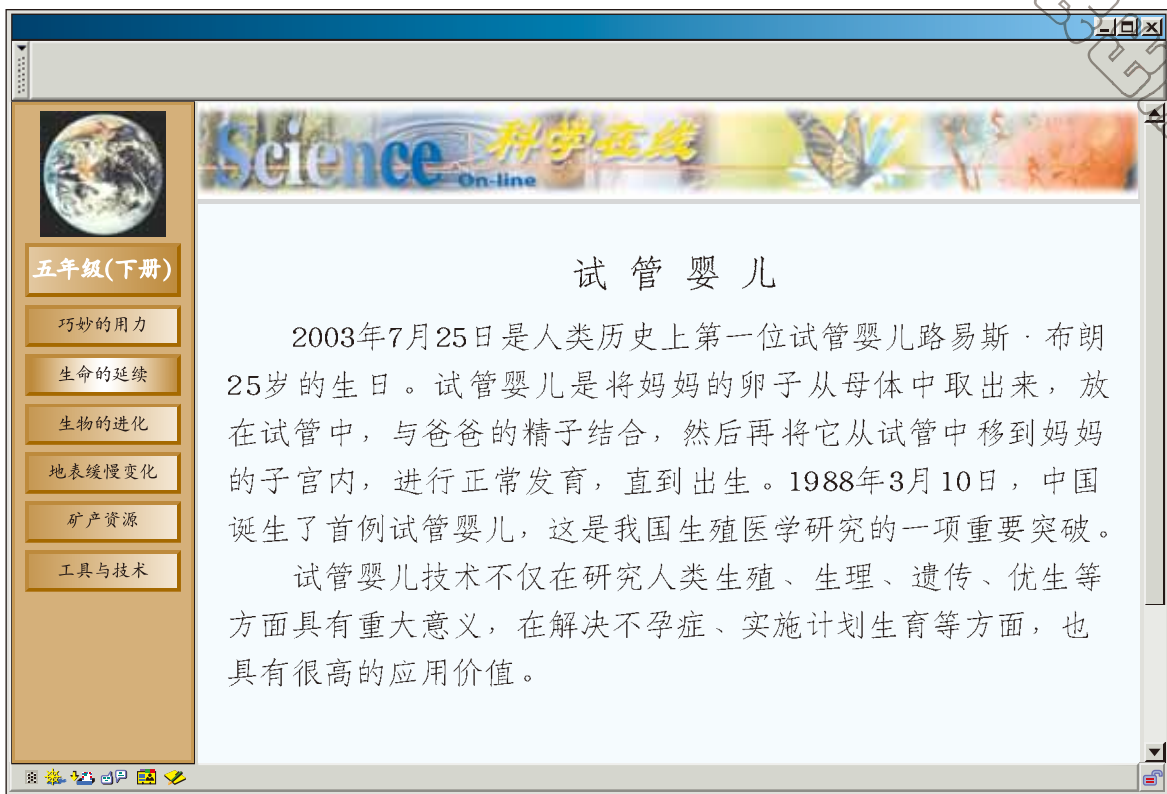 Science 科学在线
On-line
五年级(下册)
巧妙的用力
生命的延续
生物的进化
地表缓慢变化
矿产资源
工具与技术
试管婴儿
2003年7月25日是人类历史上第一位试管婴儿路易斯·布朗
25岁的生日。试管婴儿是将妈妈的卵子从母体中取出来，放
在试管中，与爸爸的精子结合，然后再将它从试管中移到妈妈
的子宫内，进行正常发育，直到出生。1988年3月10日，中国
诞生了首例试管婴儿，这是我国生殖医学研究的一项重要突破。
试管婴儿技术不仅在研究人类生殖、生理、遗传、优生等
方面具有重大意义，在解决不孕症、实施计划生育等方面，也
具有很高的应用价值。